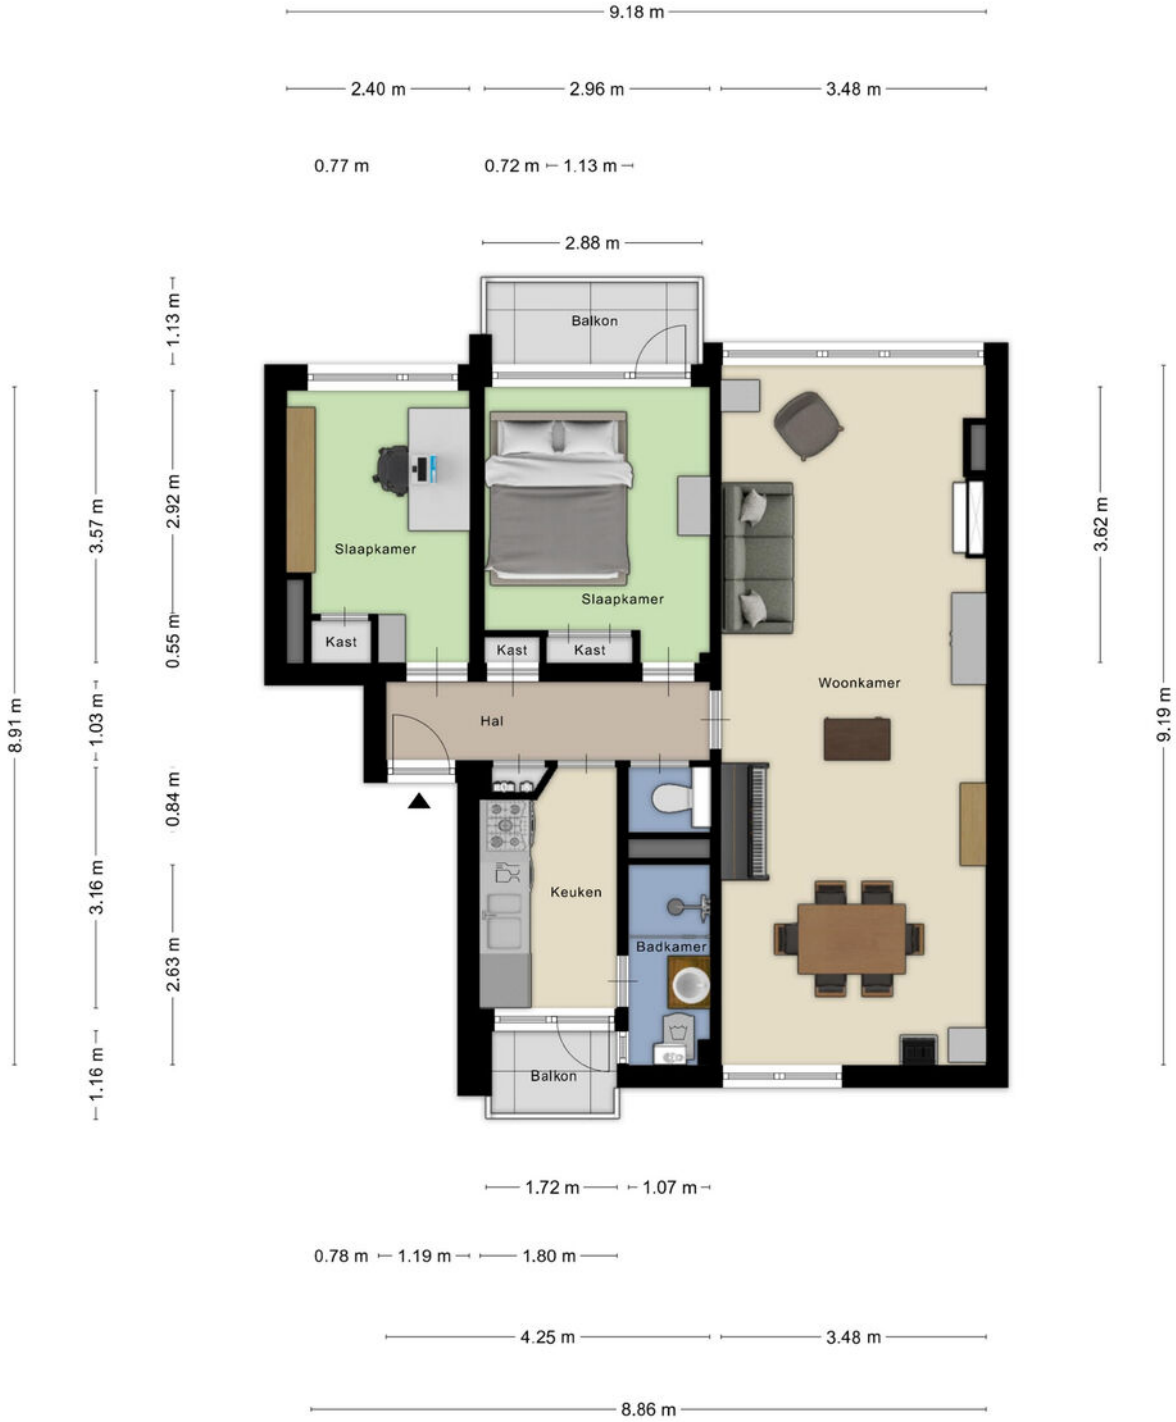 9.18 m
2.40 m
2.96 m
3.48 m
0.77 m
0.72 m
1.13 m
2.88 m
1.13 m
Balkon
2.92 m
3.57 m
3.62 m
Slaapkamer
Slaapkamer
0.55 m
Kast
Kast
Kast
Woonkamer
8.91 m
1.03 m
Hal
9.19 m
0.84 m
3.16 m
Keuken
Badkamer
2.63 m
1.16 m
Balkon
1.72 m
1.07 m
0.78 m
1.19 m
1.80 m
4.25 m
3.48 m
8.86 m